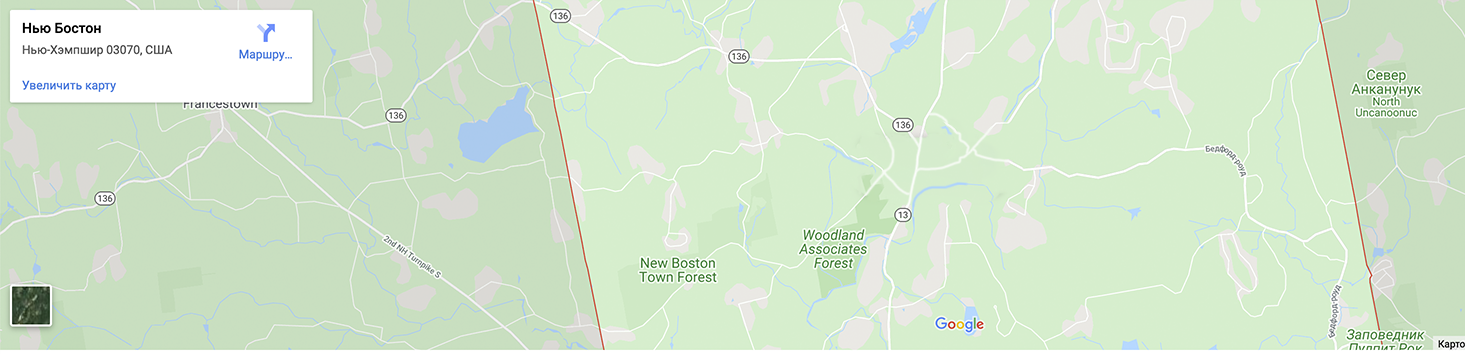 Нью Бостон
Нью-Хэмпшир 03070, США
Маршру...
Увеличить карту
Francestown
136
136
136
136
136
2nd NH Turnpike S
13
New Boston
Town Forest
Woodland
Associates
Forest
Бедфорд-роуд
Бедфорд-роуд
Север
Анканунук
North
Uncanoonuc
Google
Заповедник
Пулпит Рок
Карто